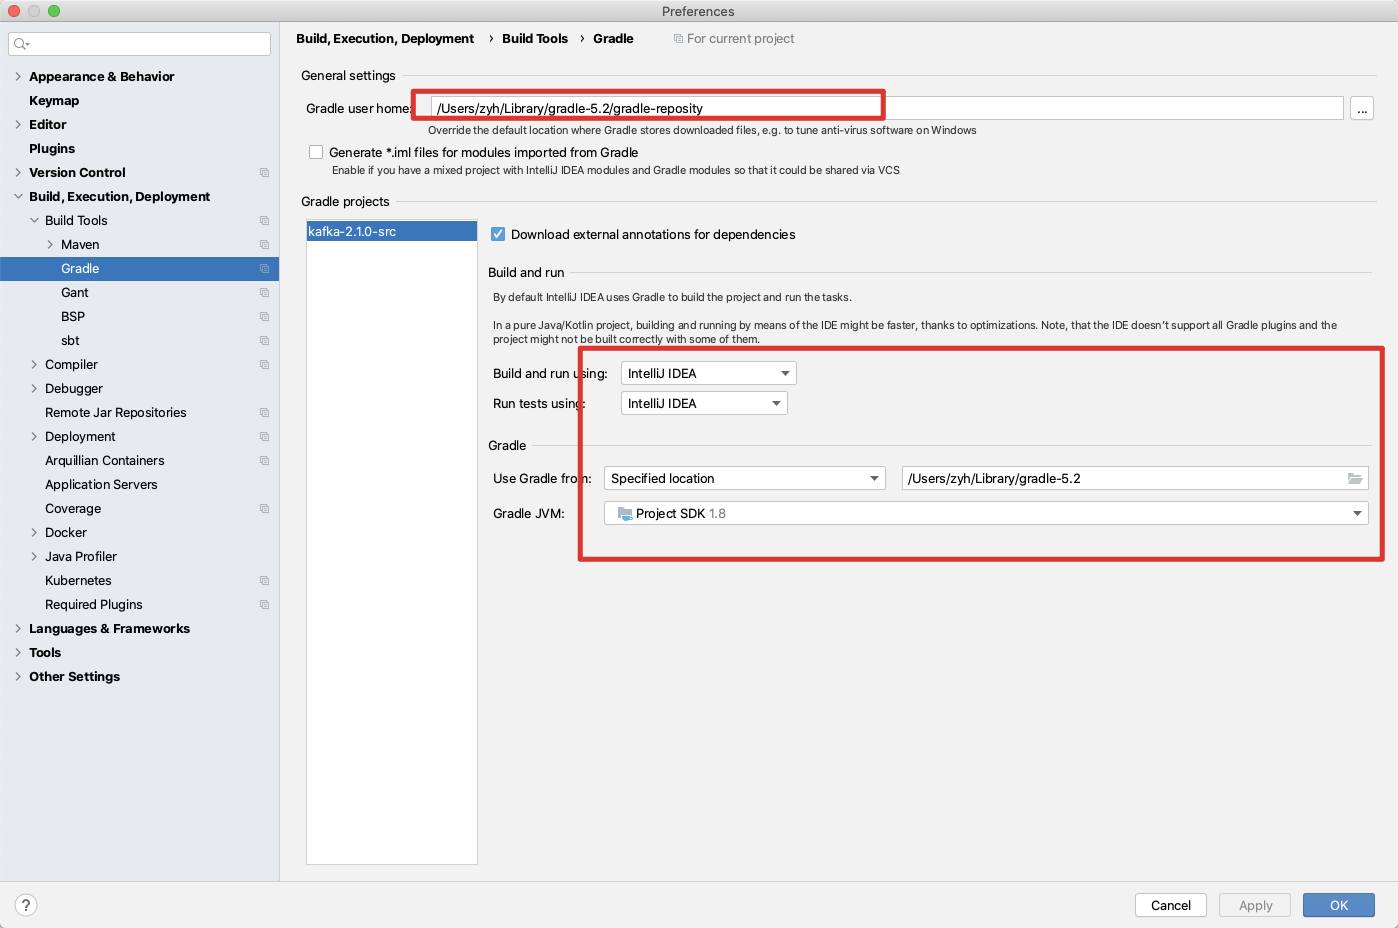 Preferences
Build, Execution, Deployment › Build Tools › Gradle For current project
Appearance & Behavior
Keymap
Editor
Plugins
Version Control
Build, Execution, Deployment
Build Tools
Maven
Gradle
Gant
BSP
sbt
Compiler
Debugger
Remote Jar Repositories
Deployment
Arquillian Containers
Application Servers
Coverage
Docker
Java Profiler
Kubernetes
Required Plugins
Languages & Frameworks
Tools
Other Settings
General settings
Gradle user home: /Users/zyh/Library/gradle-5.2/gradle-reposity ...
Override the default location where Gradle stores downloaded files, e.g. to tune anti-virus software on Windows
Generate *.iml files for modules imported from Gradle
Enable if you have a mixed project with IntelliJ IDEA modules and Gradle modules so that it could be shared via VCS
Gradle projects
kafka-2.1.0-src
Download external annotations for dependencies
Build and run
By default IntelliJ IDEA uses Gradle to build the project and run the tasks.
In a pure Java/Kotlin project, building and running by means of the IDE might be faster, thanks to optimizations. Note, that the IDE doesn't support all Gradle plugins and the
project might not be built correctly with some of them.
Build and run using: IntelliJ IDEA
Run tests using: IntelliJ IDEA
Gradle
Use Gradle from: Specified location /Users/zyh/Library/gradle-5.2
Gradle JVM: Project SDK 1.8
? Cancel Apply OK